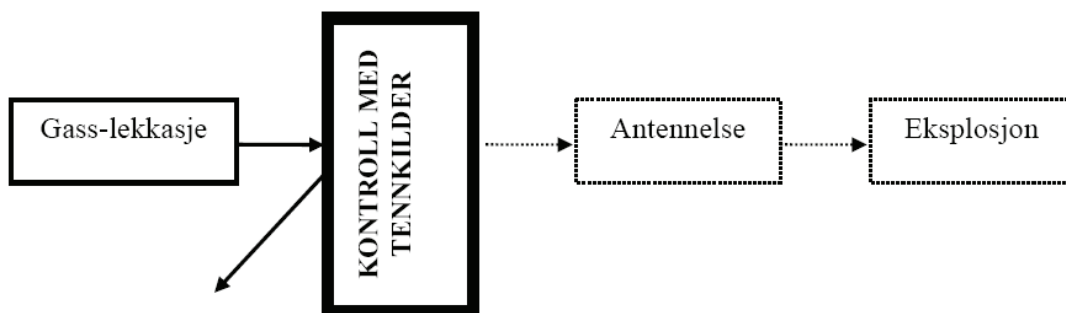 Gass-lekkasje
KONTROLL MED
TENNKILDER
Antennelse
Eksplosjon